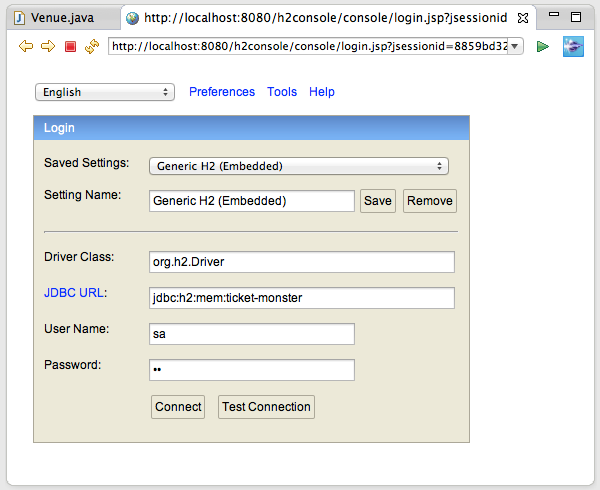 Venue.java
http://localhost:8080/h2console/console/login.jsp?jsessionid
http://localhost:8080/h2console/console/login.jsp?jsessionid=8859bd32
English Preferences Tools Help
Login
Saved Settings: Generic H2 (Embedded)
Setting Name: Generic H2 (Embedded) Save Remove
Driver Class: org.h2.Driver
JDBC URL: jdbc:h2:mem:ticket-monster
User Name: sa
Password: ••
Connect Test Connection